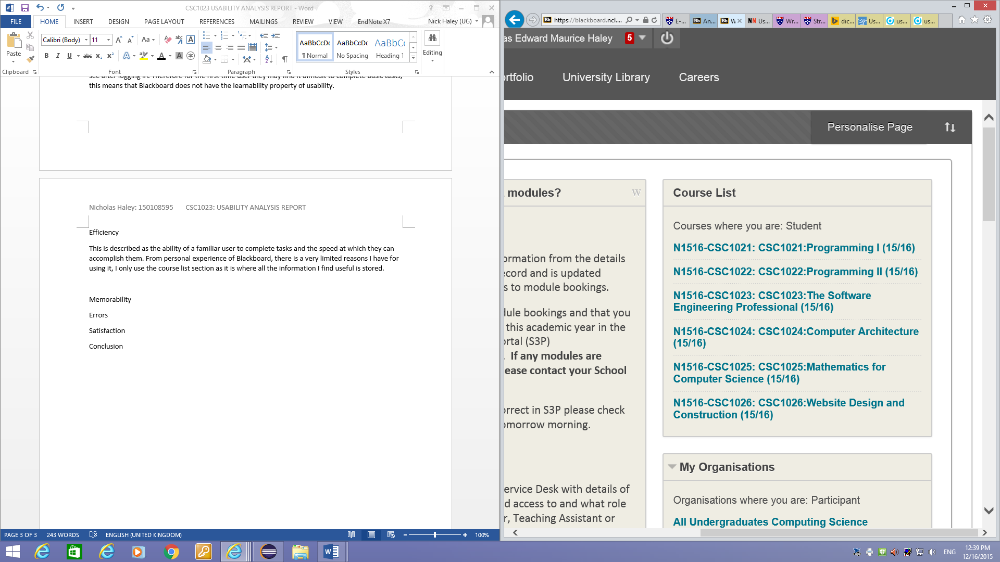 CSC1023 USABILITY ANALYSIS REPORT - Word
FILE HOME INSERT DESIGN PAGE LAYOUT REFERENCES MAILINGS REVIEW VIEW EndNote X7 Nick Haley (UG)
Calibri (Body) 11
Paste
Clipboard Font Paragraph Styles
AaBbCcDc AaBbCcDc AaBbCc
¶ Normal No Spacing Heading 1
Editing
see after logging in. Therefore for the first time user they may find it difficult to complete basic tasks,
this means that Blackboard does not have the learnability property of usability.
Nicholas Haley: 150108595 CSC1023: USABILITY ANALYSIS REPORT
Efficiency
This is described as the ability of a familiar user to complete tasks and the speed at which they can
accomplish them. From personal experience of Blackboard, there is a very limited reasons I have for
using it, I only use the course list section as it is where all the information I find useful is stored.
Memorability
Errors
Satisfaction
Conclusion
PAGE 3 OF 3 243 WORDS ENGLISH (UNITED KINGDOM) 100%
https://blackboard.ncl....
E-... An... W Us... Wr... Str... dic... Us... us... us...
as Edward Maurice Haley 5
rtfolio University Library Careers
Personalise Page
modules?
ormation from the details
ecord and is updated
s to module bookings.
dule bookings and that you
this academic year in the
ortal (S3P)
. If any modules are
ease contact your School
orrect in S3P please check
omorrow morning.
ervice Desk with details of
d access to and what role
r, Teaching Assistant or
Course List
Courses where you are: Student
N1516-CSC1021: CSC1021:Programming I (15/16)
N1516-CSC1022: CSC1022:Programming II (15/16)
N1516-CSC1023: CSC1023:The Software
Engineering Professional (15/16)
N1516-CSC1024: CSC1024:Computer Architecture
(15/16)
N1516-CSC1025: CSC1025:Mathematics for
Computer Science (15/16)
N1516-CSC1026: CSC1026:Website Design and
Construction (15/16)
My Organisations
Organisations where you are: Participant
All Undergraduates Computing Science
ENG 12:39 PM
12/16/2015